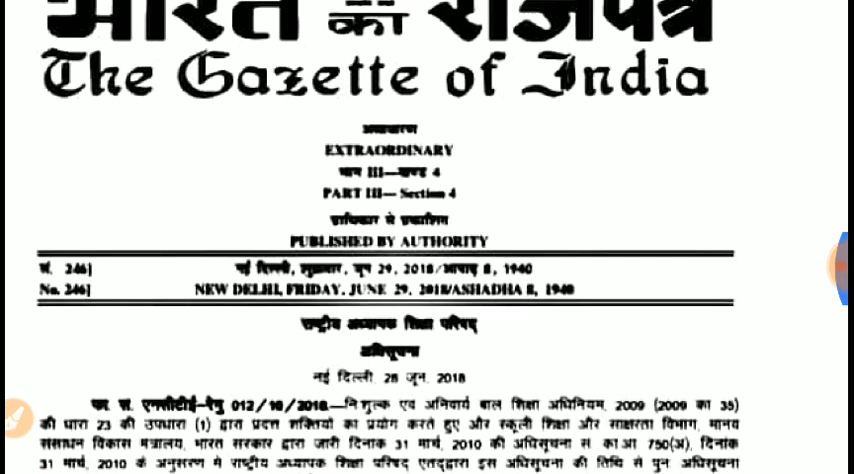 भारत का राजपत्र
The Gazette of India
असाधारण
EXTRAORDINARY
भाग III—खण्ड 4
PART III—Section 4
प्राधिकार से प्रकाशित
PUBLISHED BY AUTHORITY
सं. 246]
नई दिल्ली, शुक्रवार, जून 29, 2018/आषाढ़ 8, 1940
No. 246]
NEW DELHI, FRIDAY, JUNE 29, 2018/ASHADHA 8, 1940
राष्ट्रीय अध्यापक शिक्षा परिषद्
अधिसूचना
नई दिल्ली, 28 जून, 2018
फा. सं. एनसीटीई-रेगु 012/16/2018.—निःशुल्क एवं अनिवार्य बाल शिक्षा अधिनियम, 2009 (2009 का 35)
की धारा 23 की उपधारा (1) द्वारा प्रदत्त शक्तियों का प्रयोग करते हुए और स्कूली शिक्षा और साक्षरता विभाग, मानव
संसाधन विकास मंत्रालय, भारत सरकार द्वारा जारी दिनांक 31 मार्च, 2010 की अधिसूचना सं. का.आ. 750(अ), दिनांक
31 मार्च, 2010 के अनुसरण में राष्ट्रीय अध्यापक शिक्षा परिषद् एतद्द्वारा इस अधिसूचना की तिथि से पुनः अधिसूचना